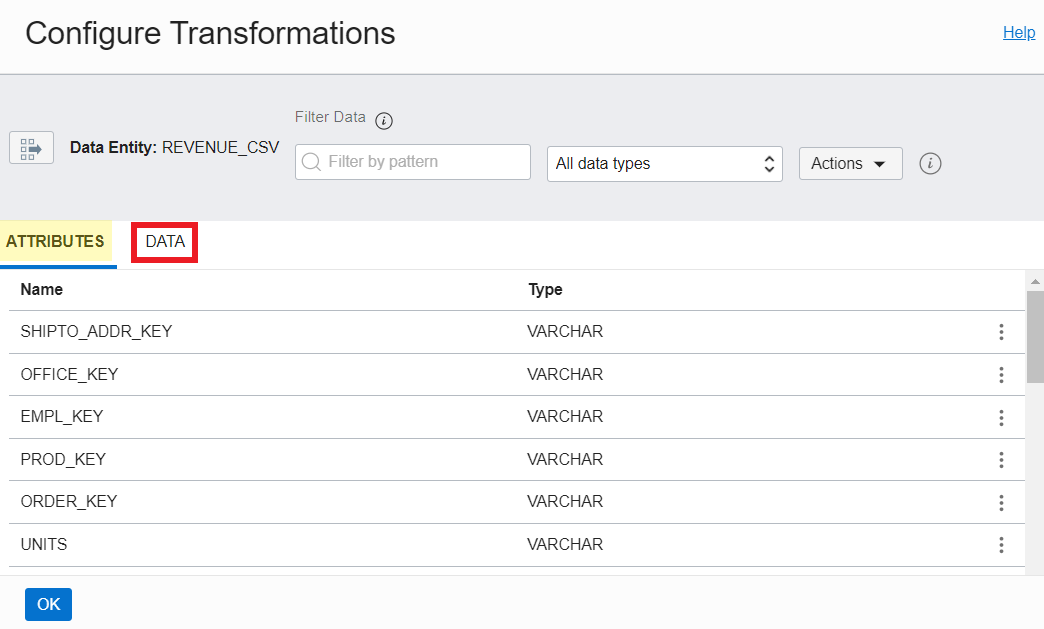 Configure Transformations
Help
Data Entity: REVENUE_CSV
Filter Data
Filter by pattern
All data types
Actions
ATTRIBUTES DATA
Name Type
SHIPTO_ADDR_KEY VARCHAR
OFFICE_KEY VARCHAR
EMPL_KEY VARCHAR
PROD_KEY VARCHAR
ORDER_KEY VARCHAR
UNITS VARCHAR
OK